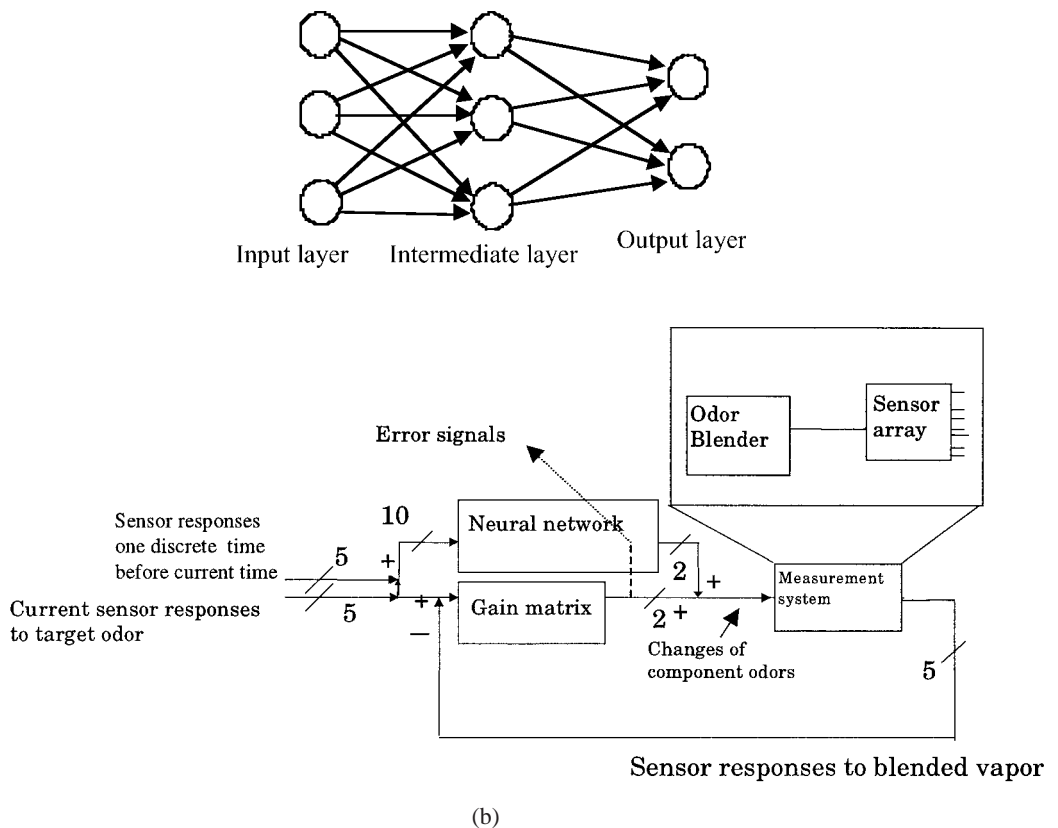 Input layer
Intermediate layer
Output layer
Odor
Blender
Sensor
array
Error signals
Sensor responses
one discrete time
before current time
5
10
Neural network
2
+
+
Current sensor responses
to target odor
5
+
−
Gain matrix
2
+
Measurement
system
Changes of
component odors
5
Sensor responses to blended vapor
(b)